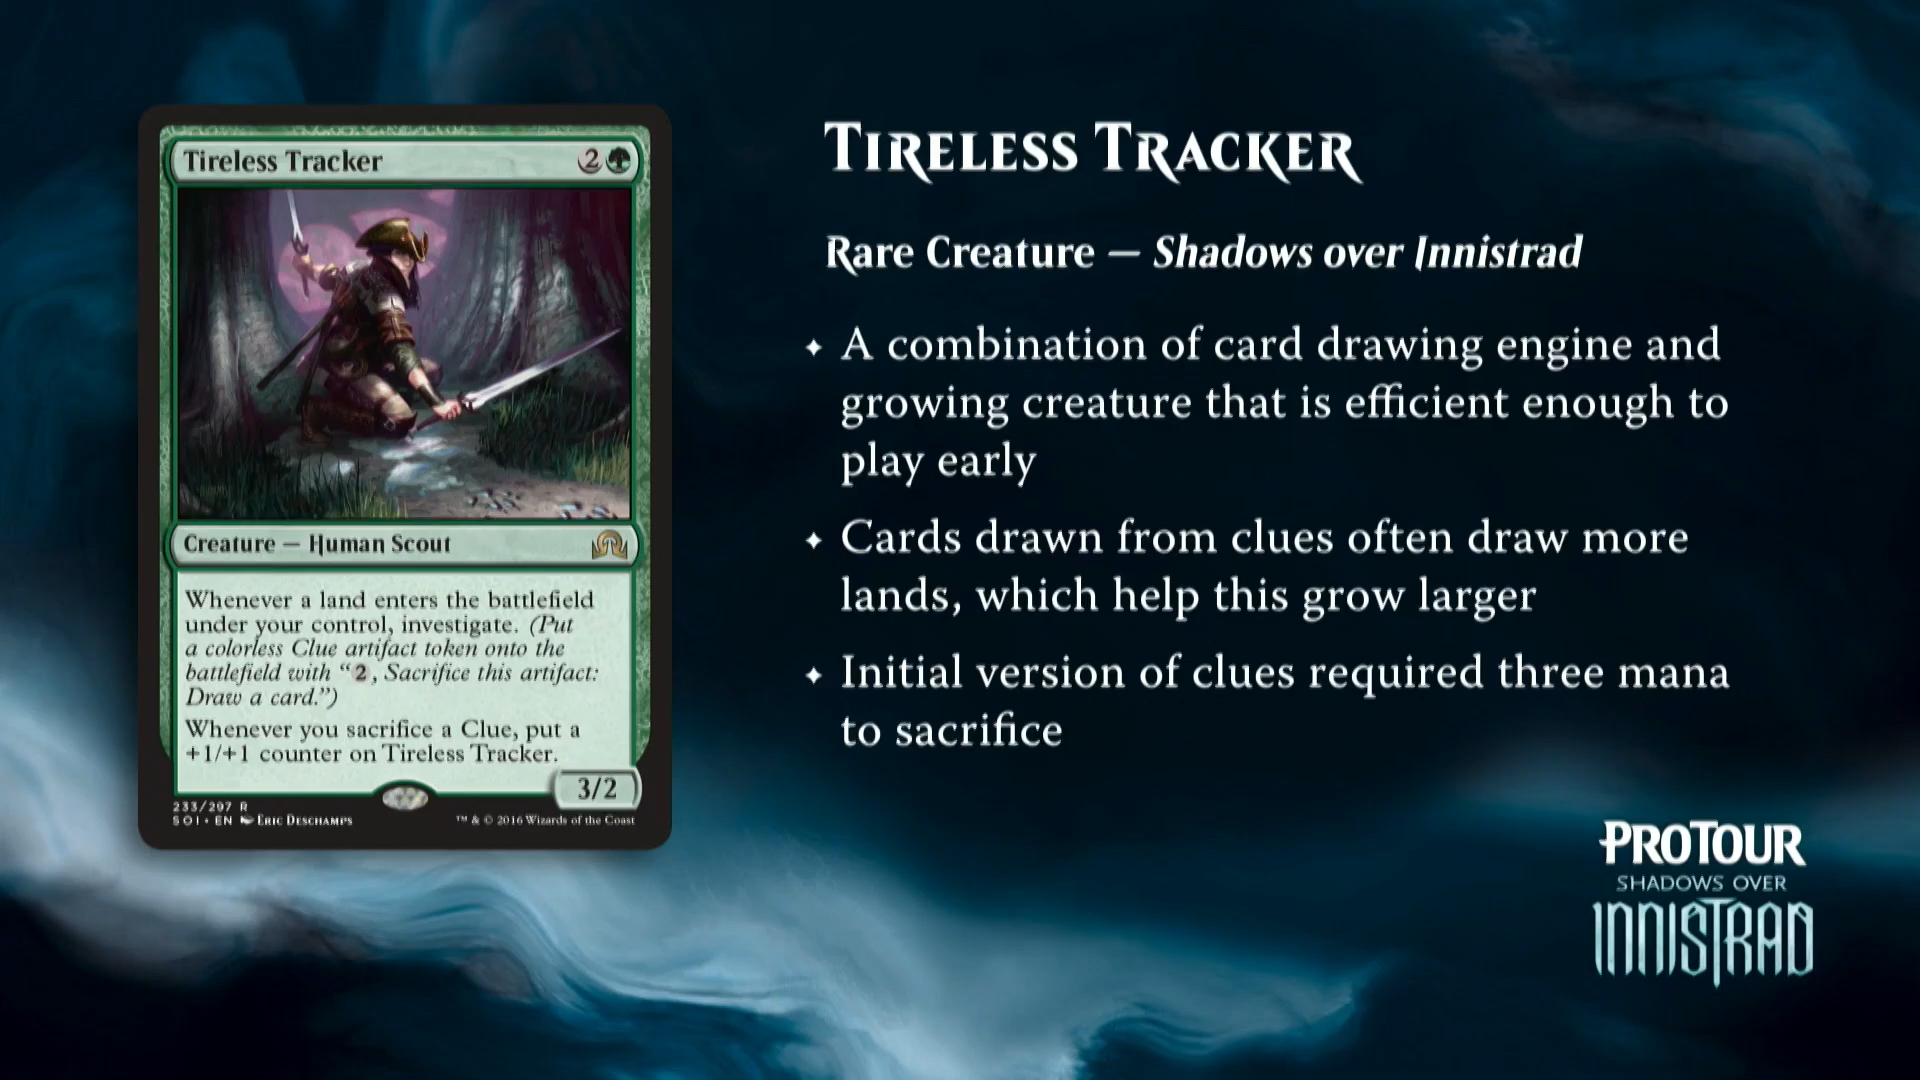 Tireless Tracker 2
Creature — Human Scout
Whenever a land enters the battlefield
under your control, investigate. (Put
a colorless Clue artifact token onto the
battlefield with “2, Sacrifice this artifact:
Draw a card.”)
Whenever you sacrifice a Clue, put a
+1/+1 counter on Tireless Tracker.
3/2
233/297 R
SOI • EN Eric Deschamps
™ & © 2016 Wizards of the Coast
Tireless Tracker
Rare Creature — Shadows over Innistrad
A combination of card drawing engine and
growing creature that is efficient enough to
play early
Cards drawn from clues often draw more
lands, which help this grow larger
Initial version of clues required three mana
to sacrifice
PROTOUR
SHADOWS OVER
INNISTRAD